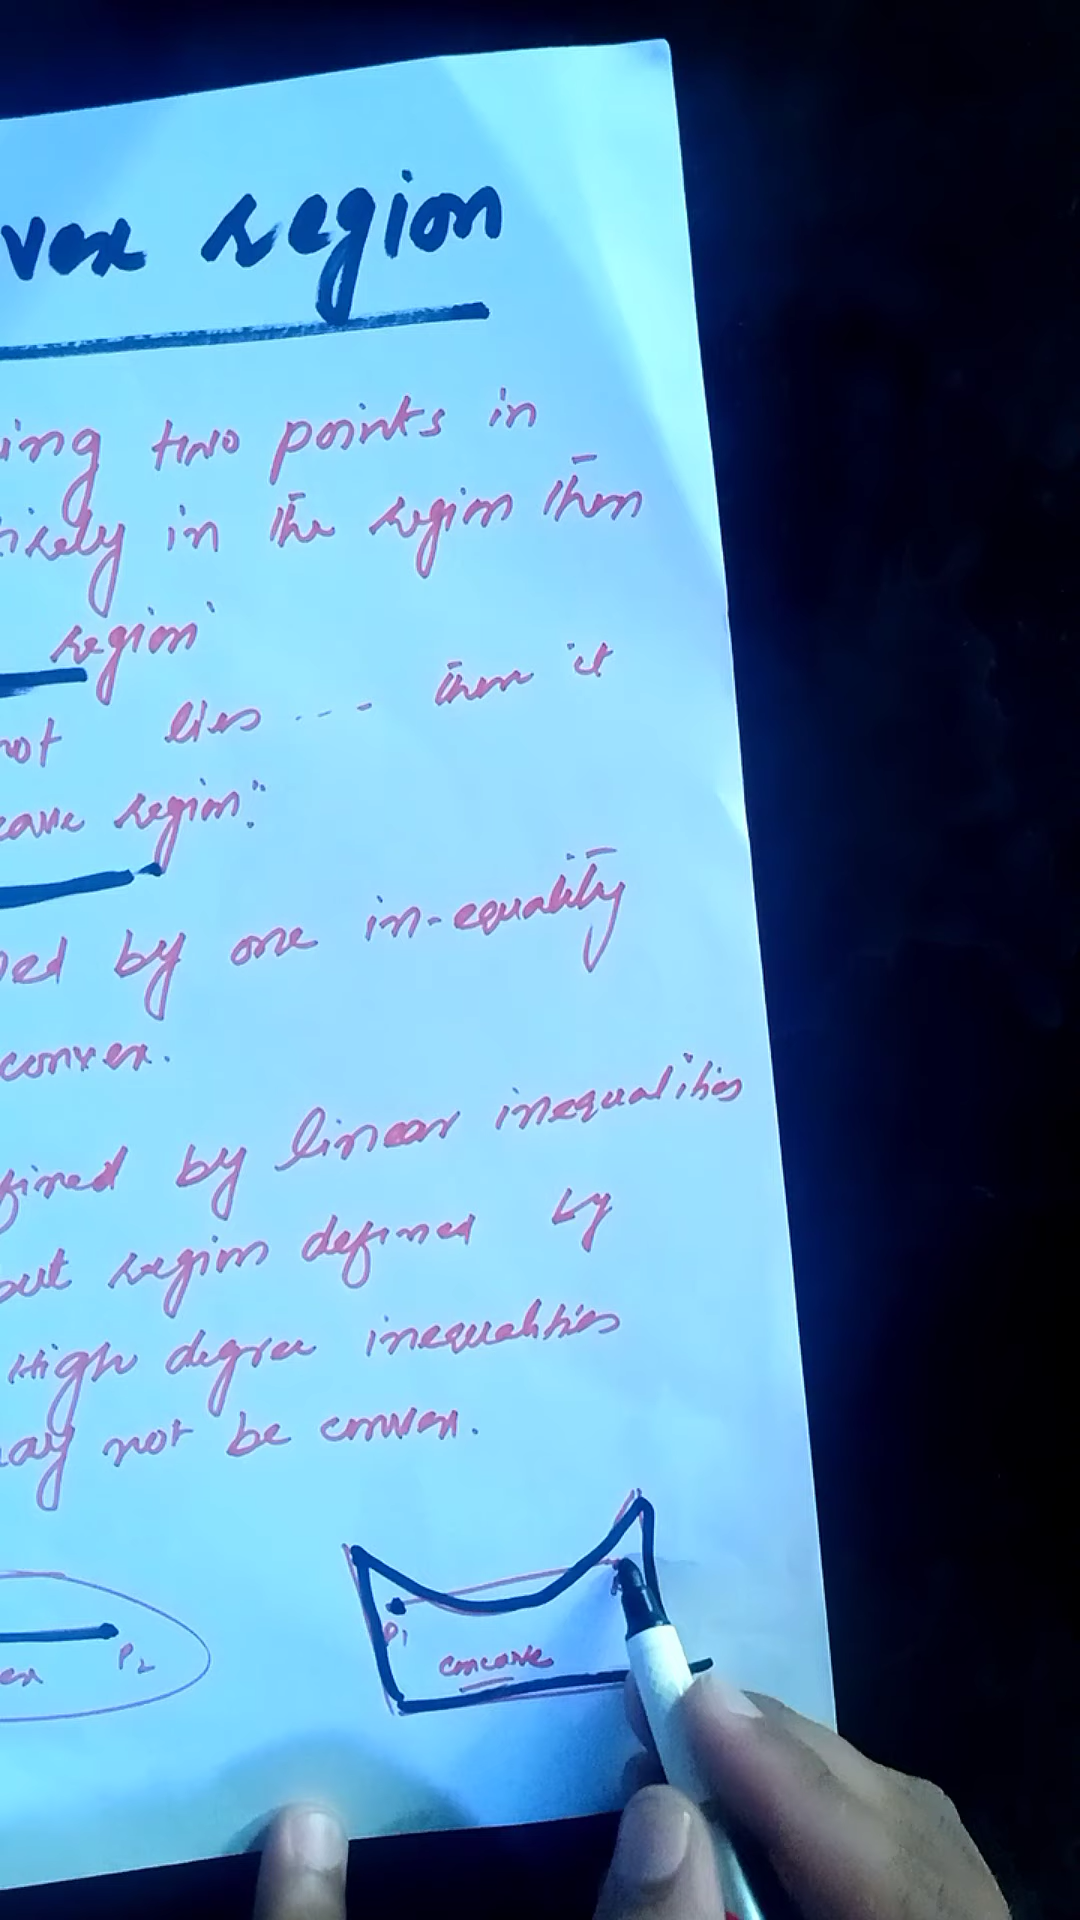 vex region
ing two points in
tirely in the region then
region
not lies --- then it
cave region:
ned by one in-equality
convex.
fined by linear inequalities
but region defined by
High degree inequalities
may not be convex.
P2
ex
P1
concave